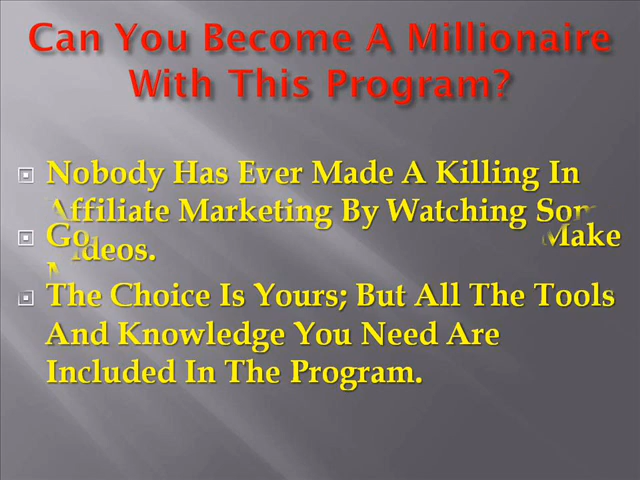 Can You Become A Millionaire
With This Program?
Nobody Has Ever Made A Killing In
Affiliate Marketing By Watching
Go Make
The Choice Is Yours; But All The Tools
And Knowledge You Need Are
Included In The Program.